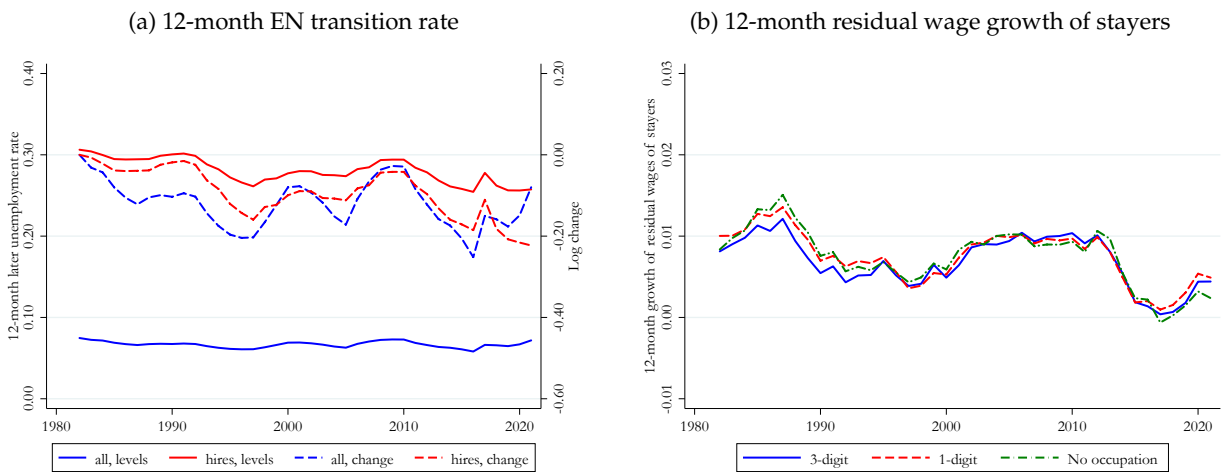 (a) 12-month EN transition rate
12-month later unemployment rate
0.40
0.30
0.20
0.10
0.00
0.20
0.00
-0.20
-0.40
-0.60
Log change
1980
1990
2000
2010
2020
all, levels
hires, levels
all, change
hires, change
(b) 12-month residual wage growth of stayers
12-month growth of residual wages of stayers
0.03
0.02
0.01
0.00
-0.01
1980
1990
2000
2010
2020
3-digit
1-digit
No occupation